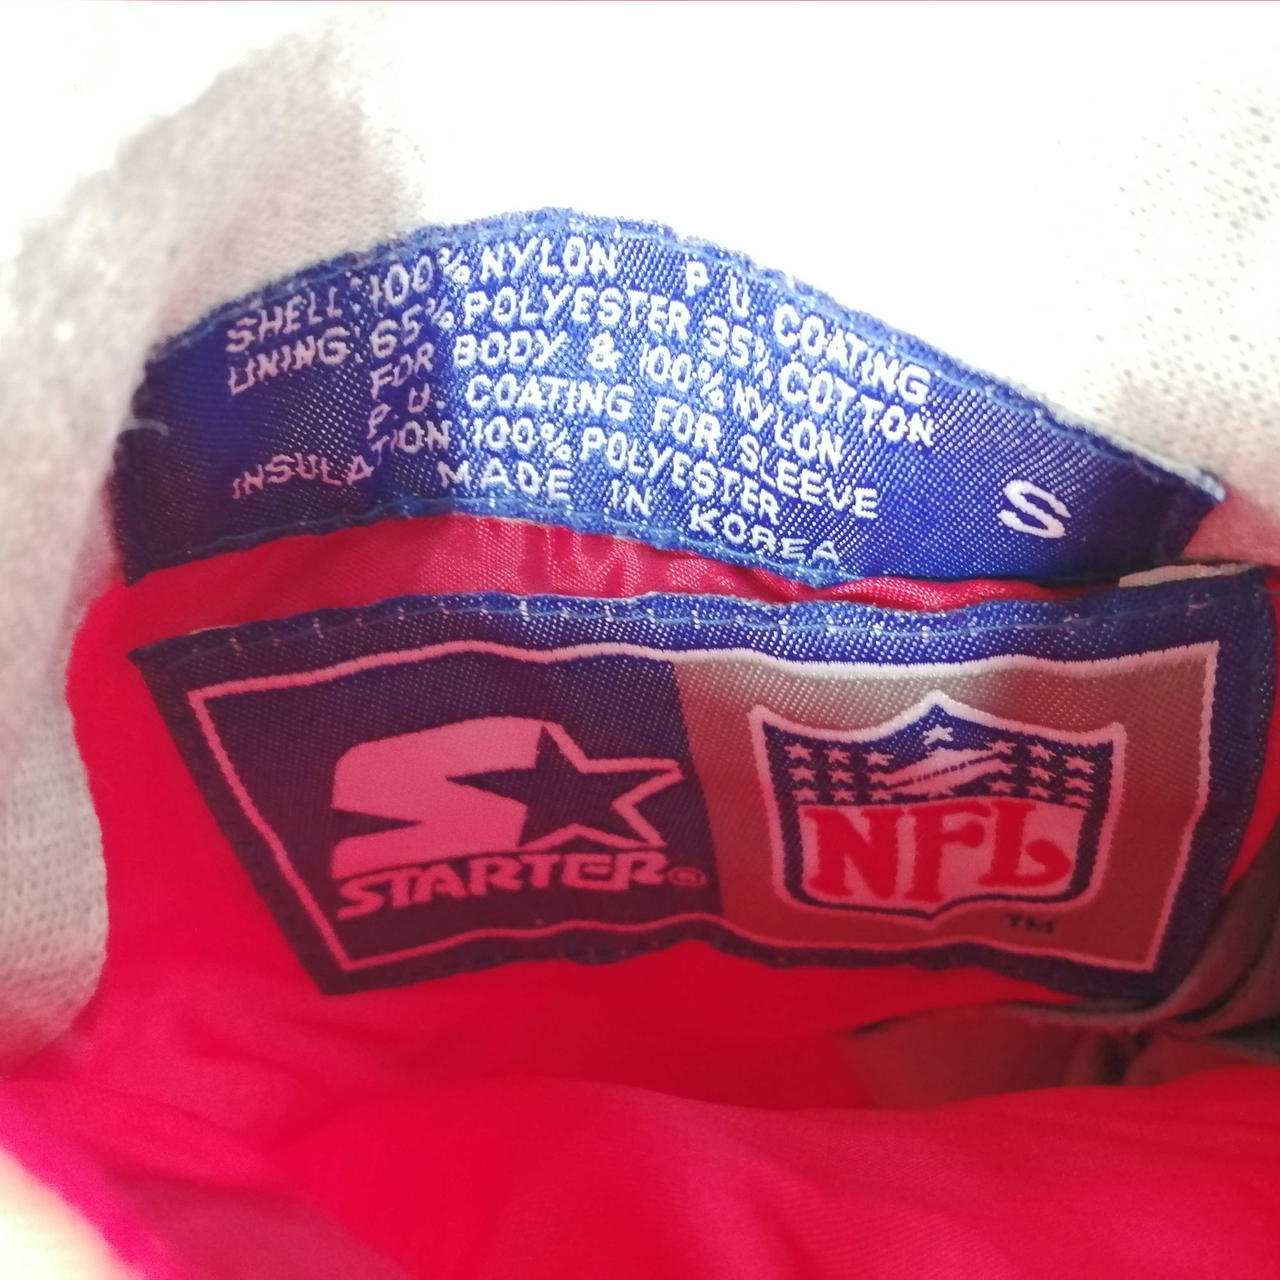 SHELL:100% NYLON P U COATING
LINING:65% POLYESTER 35% COTTON
FOR BODY & 100% NYLON
P. U. COATING FOR SLEEVE
INSULATION 100% POLYESTER
MADE IN KOREA
S
STARTER®
NFL
TM